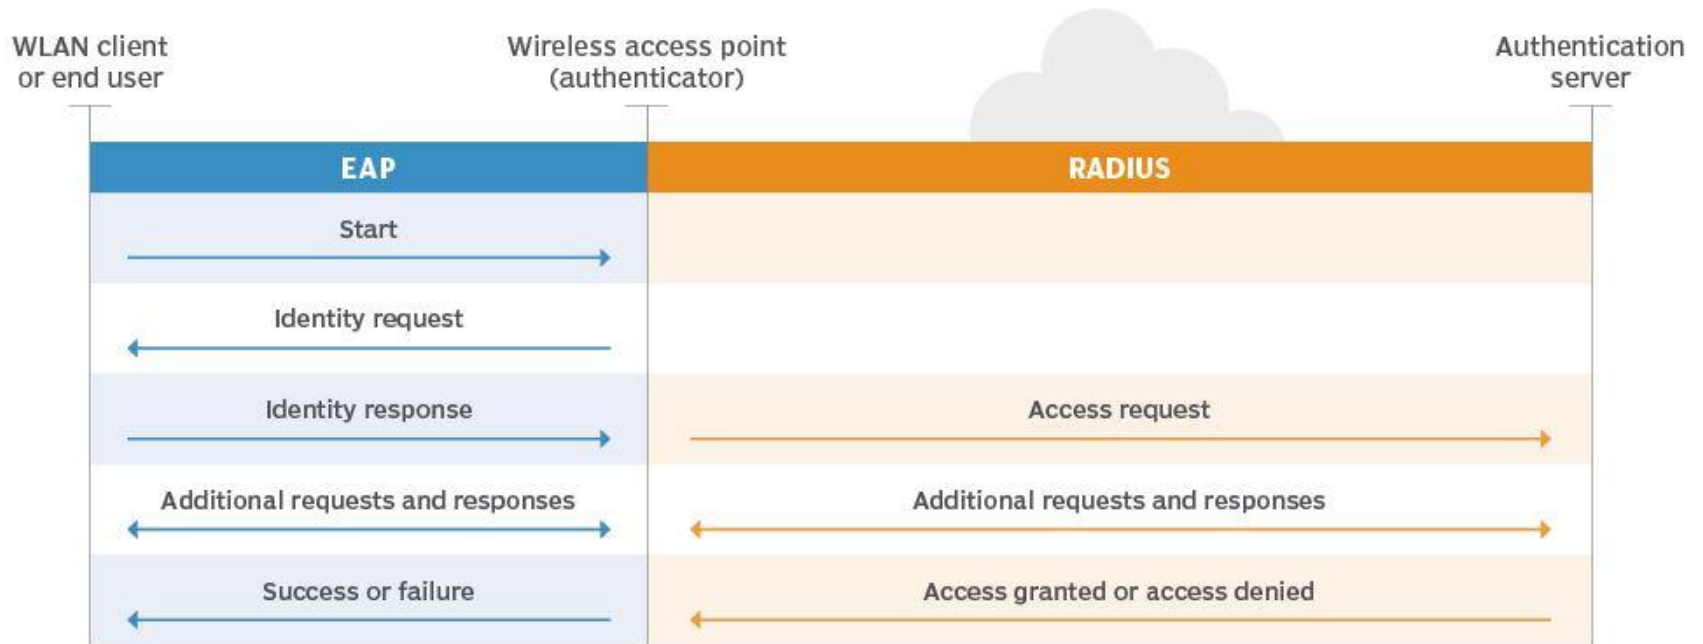 WLAN client
or end user
Wireless access point
(authenticator)
Authentication
server
EAP
RADIUS
Start
Identity request
Identity response
Access request
Additional requests and responses
Additional requests and responses
Success or failure
Access granted or access denied